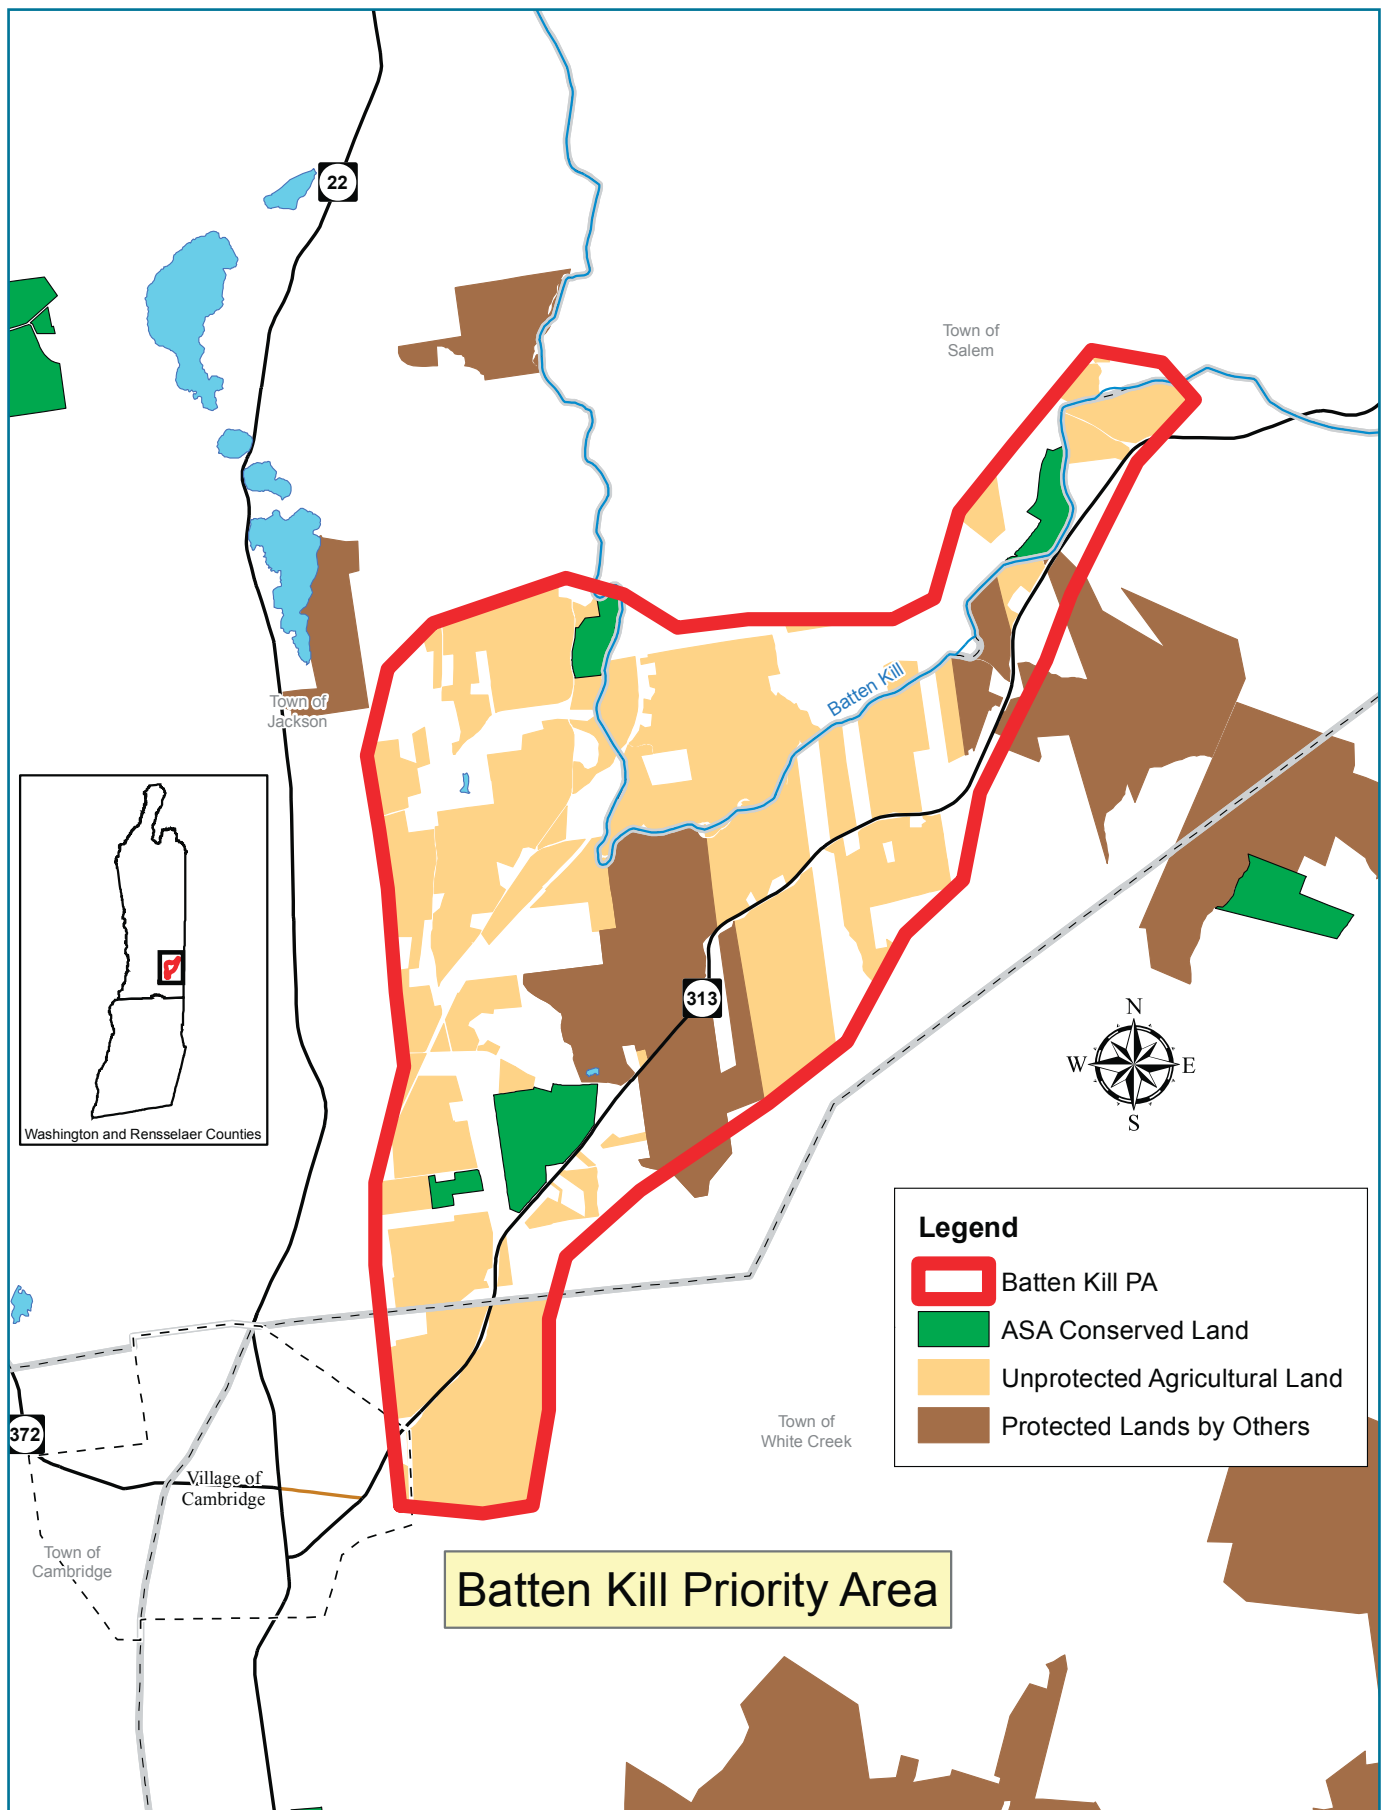 22
Town of
Salem
Town of
Jackson
Batten Kill
313
Washington and Rensselaer Counties
N
W
E
S
Legend
Batten Kill PA
ASA Conserved Land
Unprotected Agricultural Land
Protected Lands by Others
372
Town of
White Creek
Village of
Cambridge
Town of
Cambridge
Batten Kill Priority Area